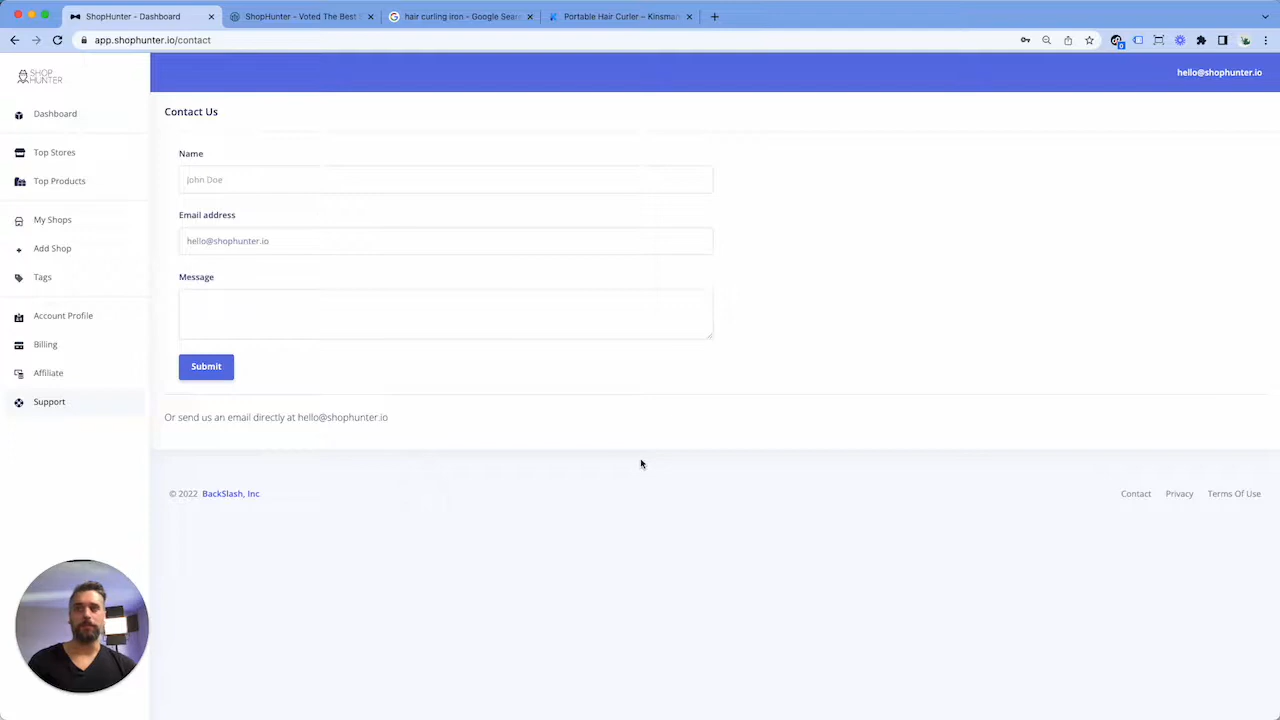 ShopHunter - Dashboard
ShopHunter - Voted The Best
hair curling iron - Google Sear
Portable Hair Curler – Kinsman
app.shophunter.io/contact
SHOP
HUNTER
hello@shophunter.io
Dashboard
Top Stores
Top Products
My Shops
Add Shop
Tags
Account Profile
Billing
Affiliate
Support
Contact Us
Name
John Doe
Email address
hello@shophunter.io
Message
Submit
Or send us an email directly at hello@shophunter.io
© 2022 BackSlash, Inc
Contact Privacy Terms Of Use